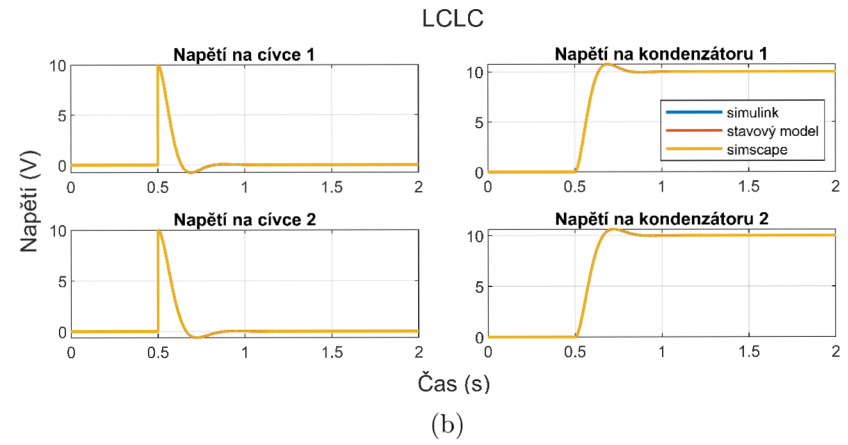 LCLC
Napětí na cívce 1
10
5
0
0
0.5
1
1.5
2
Napětí na kondenzátoru 1
10
5
0
0
0.5
1
1.5
2
simulink
stavový model
simscape
Napětí (V)
Napětí na cívce 2
10
5
0
0
0.5
1
1.5
2
Napětí na kondenzátoru 2
10
5
0
0
0.5
1
1.5
2
Čas (s)
(b)